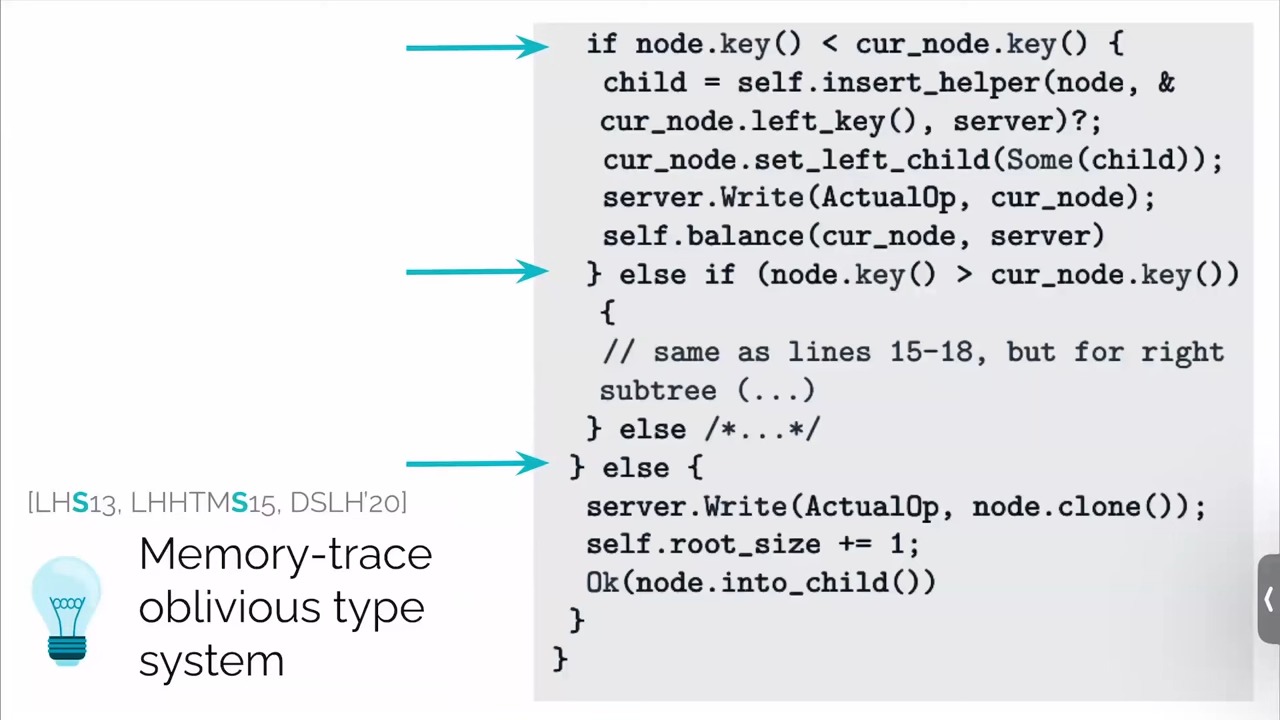 if node.key() < cur_node.key() {
child = self.insert_helper(node, &
cur_node.left_key(), server)?;
cur_node.set_left_child(Some(child));
server.Write(ActualOp, cur_node);
self.balance(cur_node, server)
} else if (node.key() > cur_node.key())
{
// same as lines 15-18, but for right
subtree (...)
} else /*...*/
} else {
server.Write(ActualOp, node.clone());
self.root_size += 1;
Ok(node.into_child())
}
}
[LHS13, LHHTMS15, DSLH'20]
Memory-trace
oblivious type
system